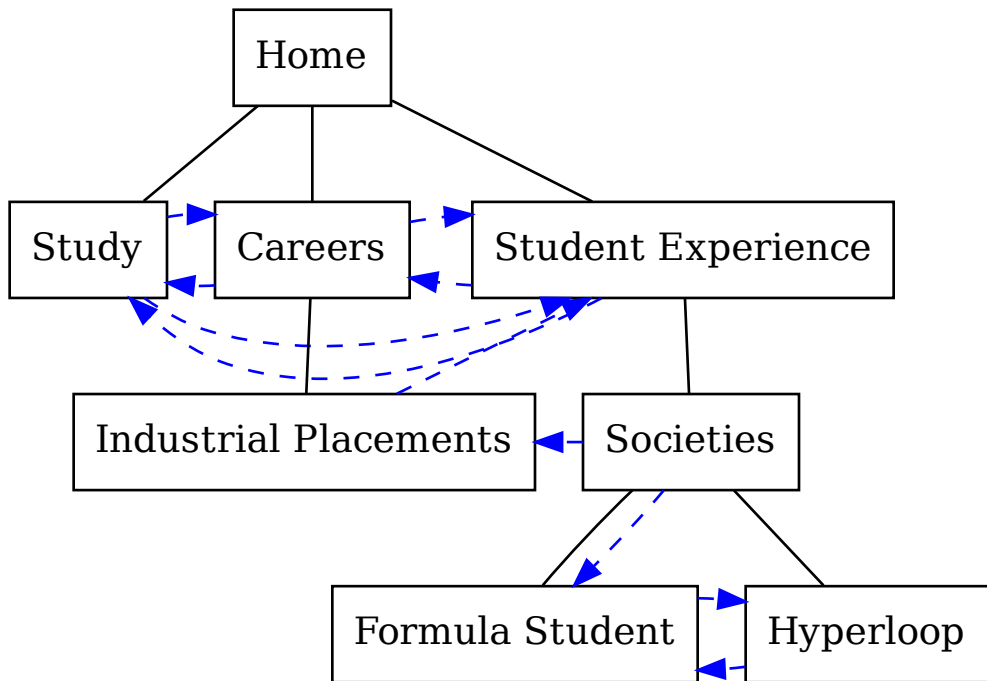 Home
Study
Careers
Student Experience
Industrial Placements
Societies
Formula Student
Hyperloop